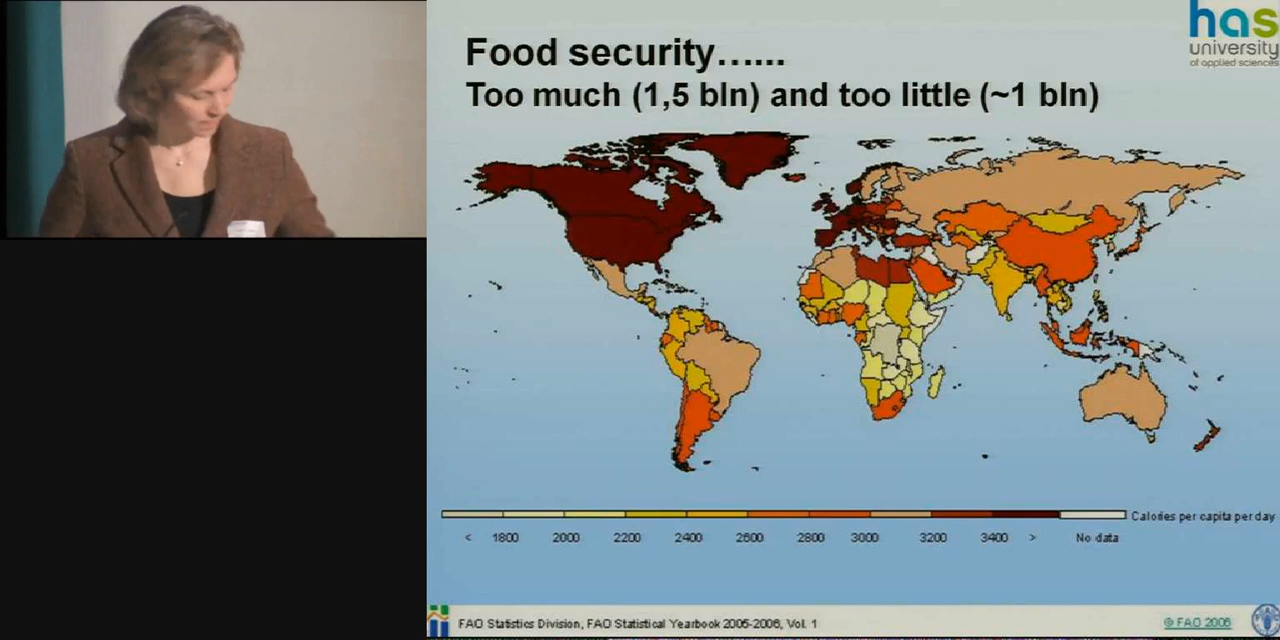 has
university
of applied sciences
Food security......
Too much (1,5 bln) and too little (~1 bln)
Calories per capita per day
< 1800 2000 2200 2400 2600 2800 3000 3200 3400 > No data
FAO Statistics Division, FAO Statistical Yearbook 2005-2006, Vol. 1
© FAO 2006